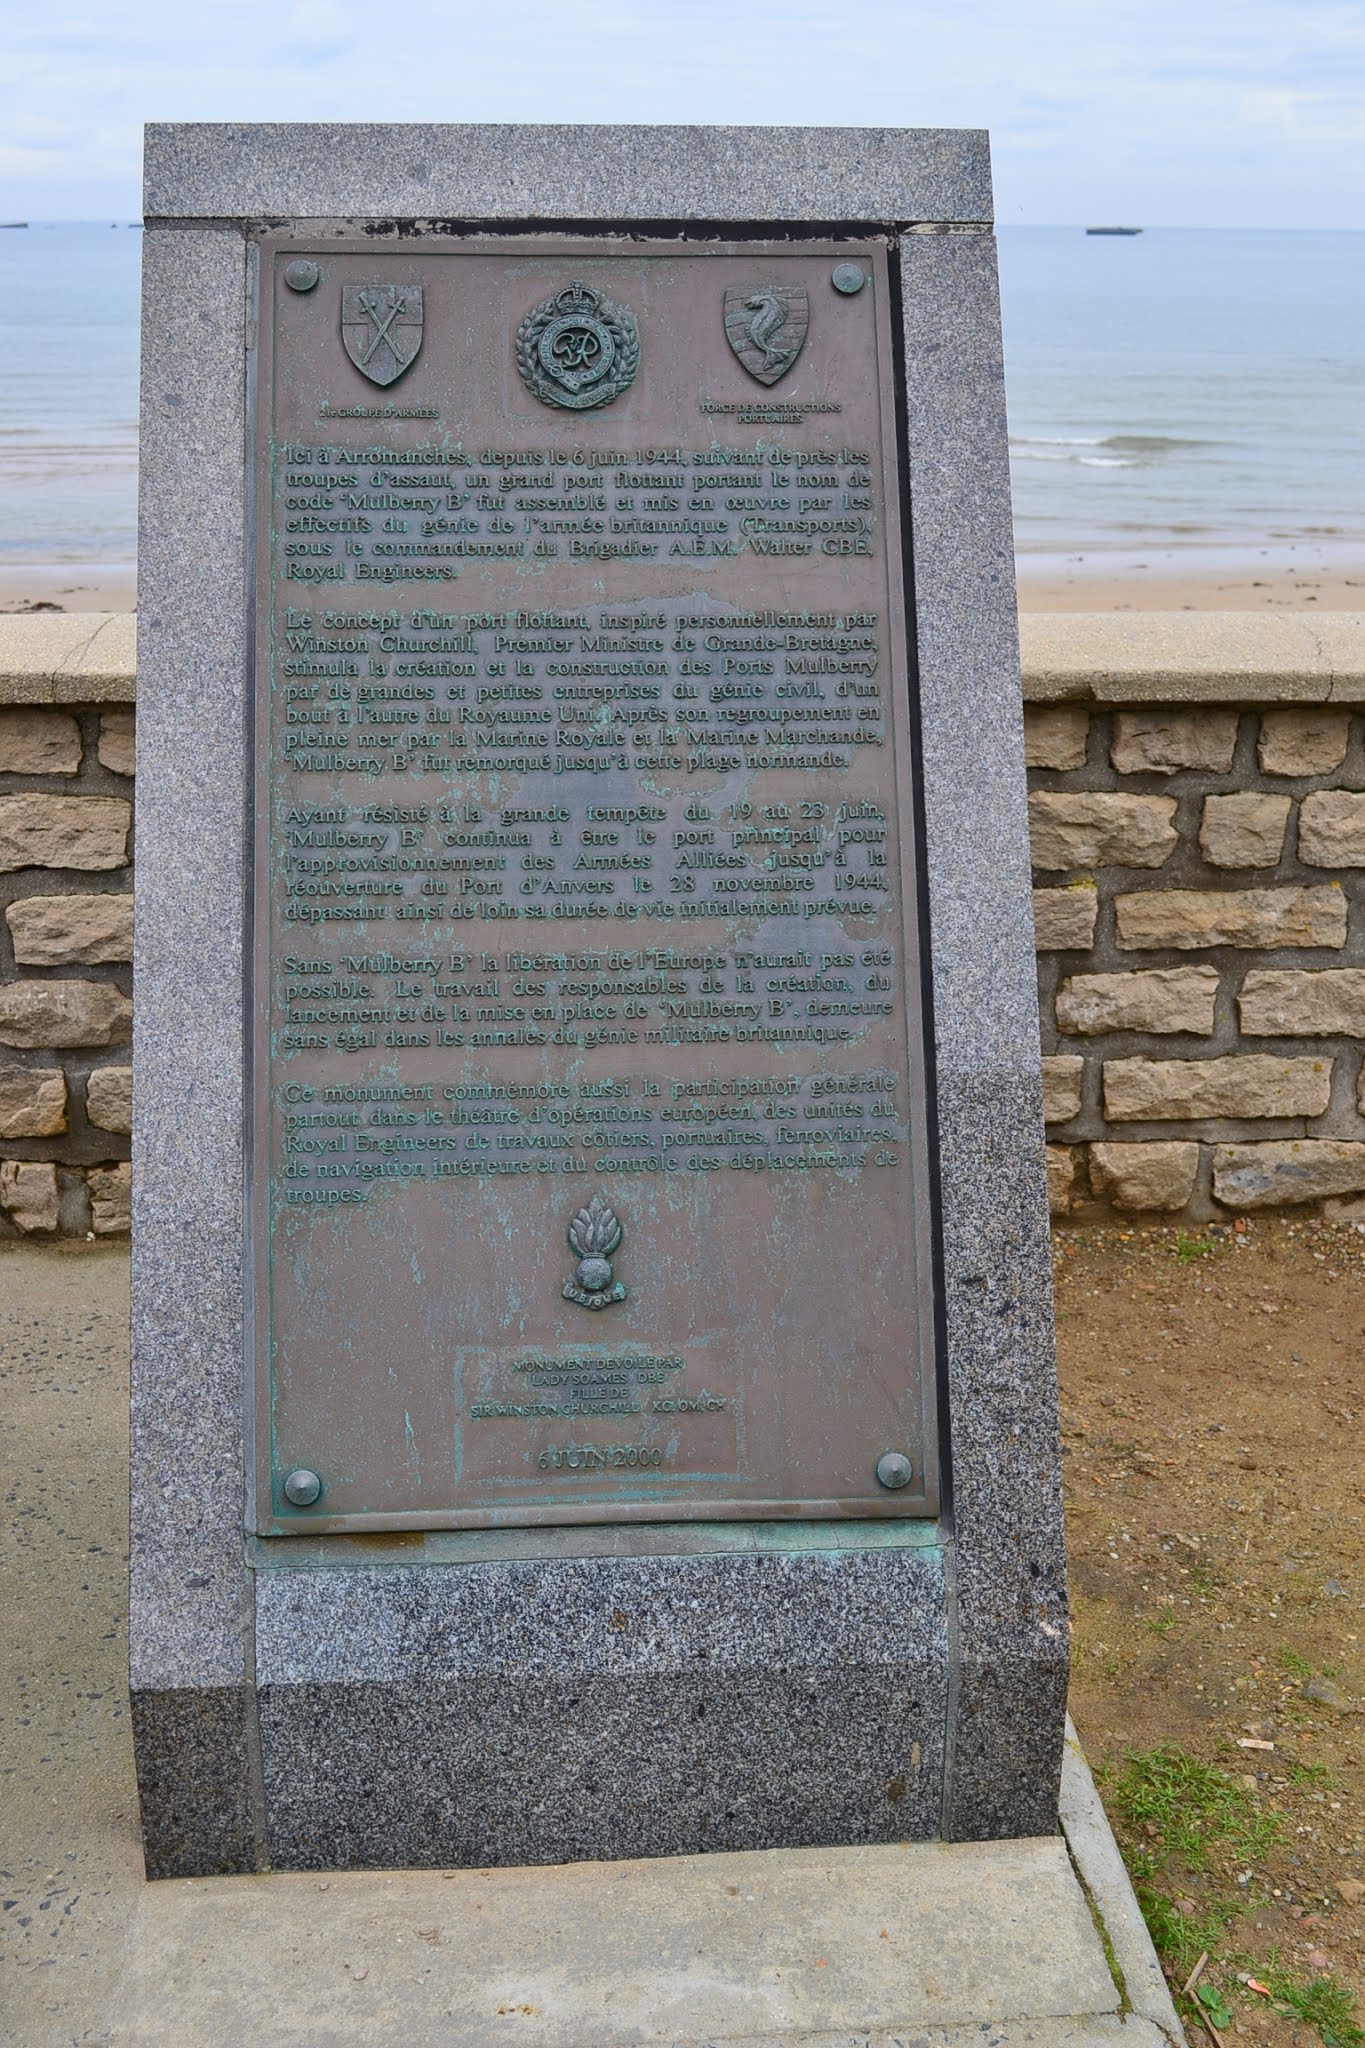 21e GROUPE D'ARMÉES
FORCE DE CONSTRUCTIONS
PORTUAIRES
Ici à Arromanches, depuis le 6 juin 1944, suivant de près les
troupes d'assaut, un grand port flottant portant le nom de
code 'Mulberry B' fut assemblé et mis en œuvre par les
effectifs du génie de l'armée britannique (Transports),
sous le commandement du Brigadier A.E.M. Walter CBE,
Royal Engineers.
Le concept d'un port flottant, inspiré personnellement par
Winston Churchill, Premier Ministre de Grande-Bretagne,
stimula la création et la construction des Ports Mulberry
par de grandes et petites entreprises du génie civil, d'un
bout à l'autre du Royaume Uni. Après son regroupement en
pleine mer par la Marine Royale et la Marine Marchande,
'Mulberry B' fut remorqué jusqu'à cette plage normande.
Ayant résisté à la grande tempête du 19 au 23 juin,
'Mulberry B' continua à être le port principal pour
l'approvisionnement des Armées Alliées jusqu'à la
réouverture du Port d'Anvers le 28 novembre 1944,
dépassant ainsi de loin sa durée de vie initialement prévue.
Sans 'Mulberry B' la libération de l'Europe n'aurait pas été
possible. Le travail des responsables de la création, du
lancement et de la mise en place de 'Mulberry B', demeure
sans égal dans les annales du génie militaire britannique.
Ce monument commémore aussi la participation générale
partout dans le théâtre d'opérations européen, des unités du
Royal Engineers de travaux côtiers, portuaires, ferroviaires,
de navigation intérieure et du contrôle des déplacements de
troupes.
UBIQUE
MONUMENT DEVOILE PAR
LADY SOAMES DBE
FILLE DE
SIR WINSTON CHURCHILL KG, OM, CH
6 JUIN 2000